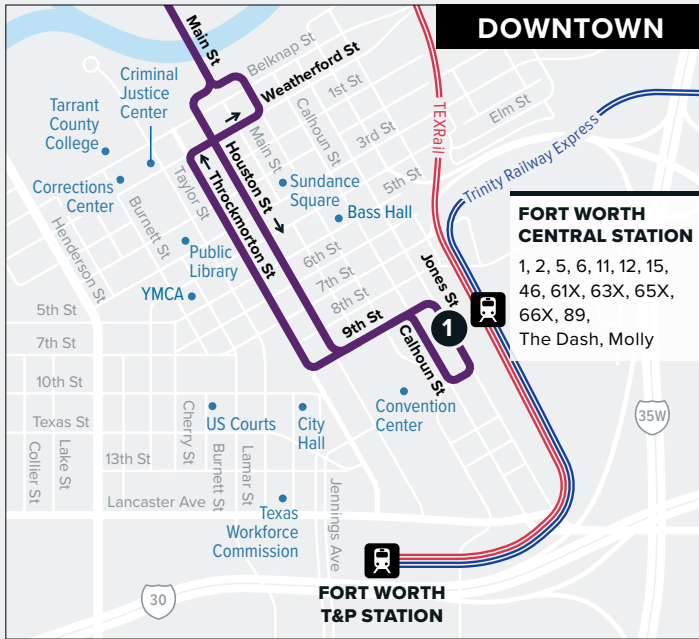 DOWNTOWN
Main St
Belknap St
Weatherford St
Criminal
Justice
Center
Tarrant
County
College
1st St
Calhoun St
3rd St
Elm St
TEXRail
Trinity Railway Express
Main St
Houston St
5th St
Sundance
Square
Bass Hall
Corrections
Center
Taylor St
Throckmorton St
Burnett St
Henderson St
Public
Library
YMCA
6th St
7th St
8th St
9th St
Jones St
Calhoun St
1
FORT WORTH
CENTRAL STATION
1, 2, 5, 6, 11, 12, 15,
46, 61X, 63X, 65X,
66X, 89,
The Dash, Molly
5th St
7th St
10th St
Texas St
Convention
Center
US Courts
City
Hall
35W
Cherry St
Burnett St
Lamar St
Collier St
Lake St
13th St
Lancaster Ave
Jennings Ave
Texas
Workforce
Commission
30
FORT WORTH
T&P STATION